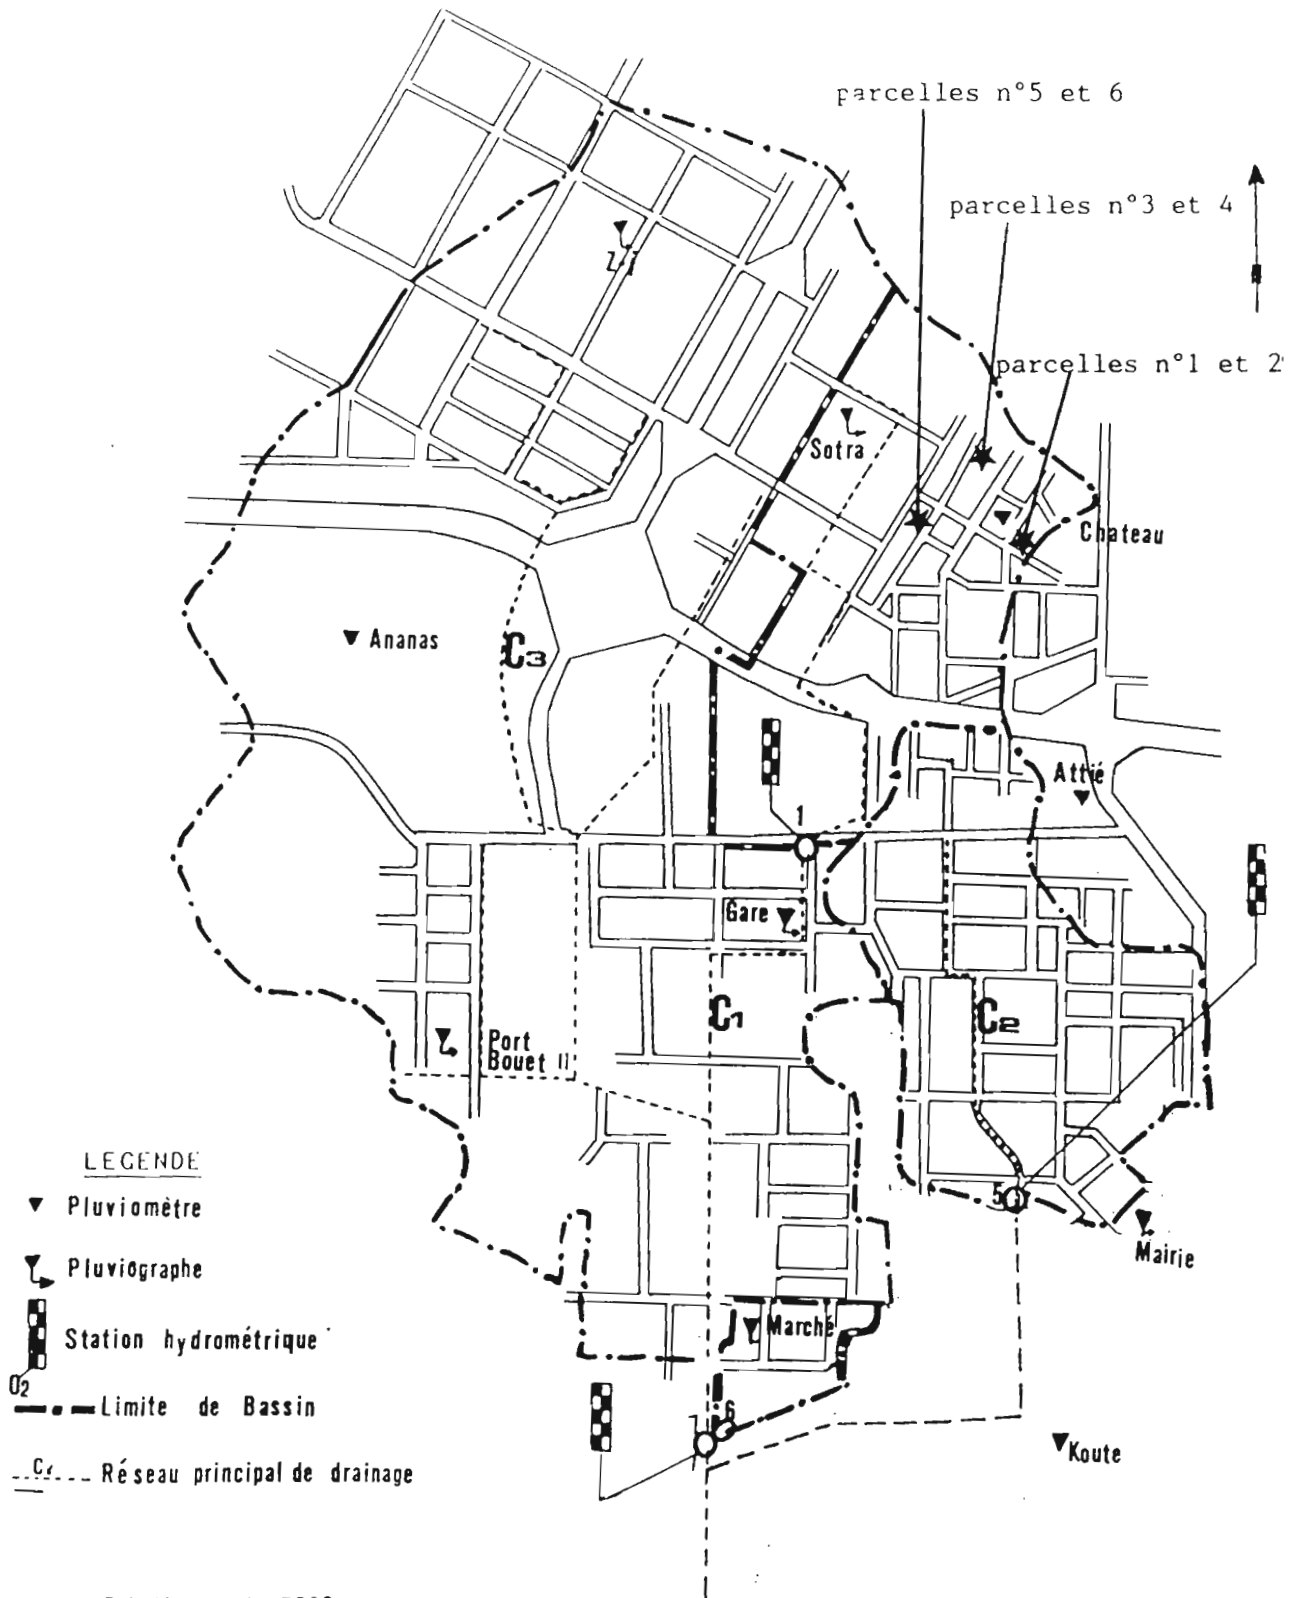 parcelles n°5 et 6
parcelles n°3 et 4
parcelles n°1 et 2
Z.I
Sotra
Chateau
Ananas
C3
Attié
1
Gare
C1
C2
Port
Bouet II
5
Mairie
Marché
6
7
Koute
LEGENDE
Pluviomètre
Pluviographe
Station hydrométrique
O2
Limite de Bassin
Réseau principal de drainage